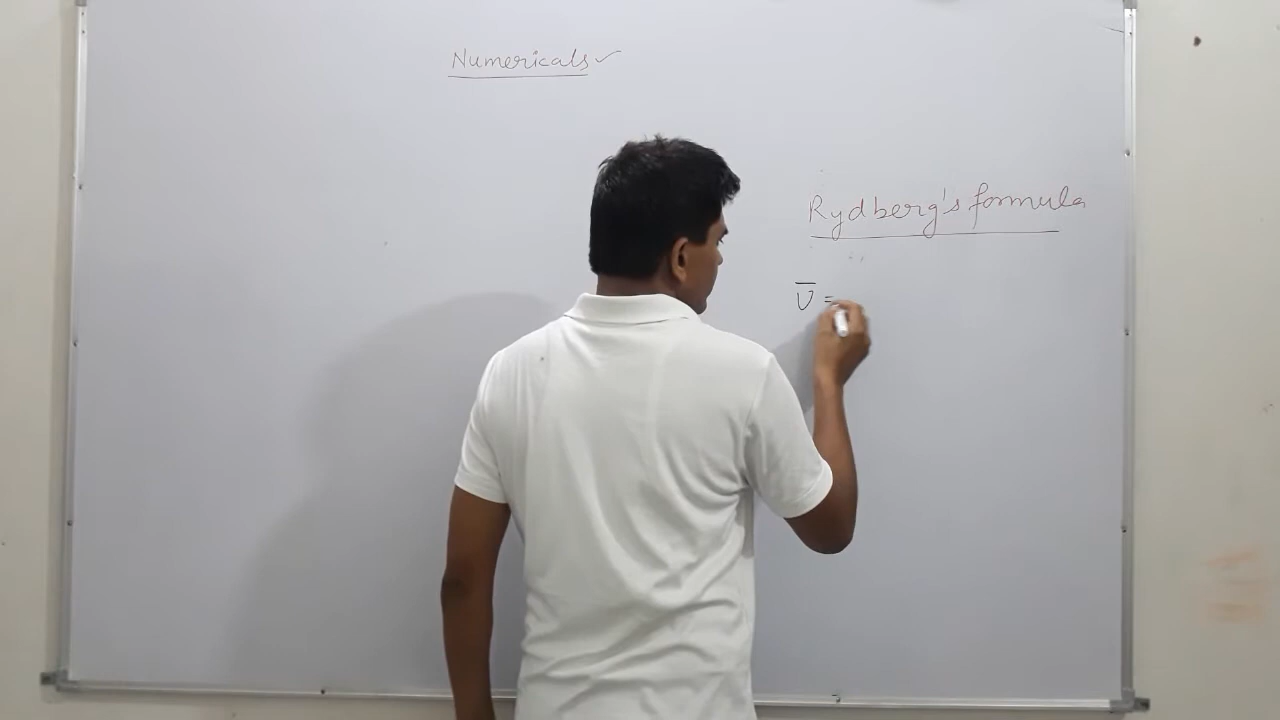 Numericals ✓
Rydberg's formula
ν̅ =